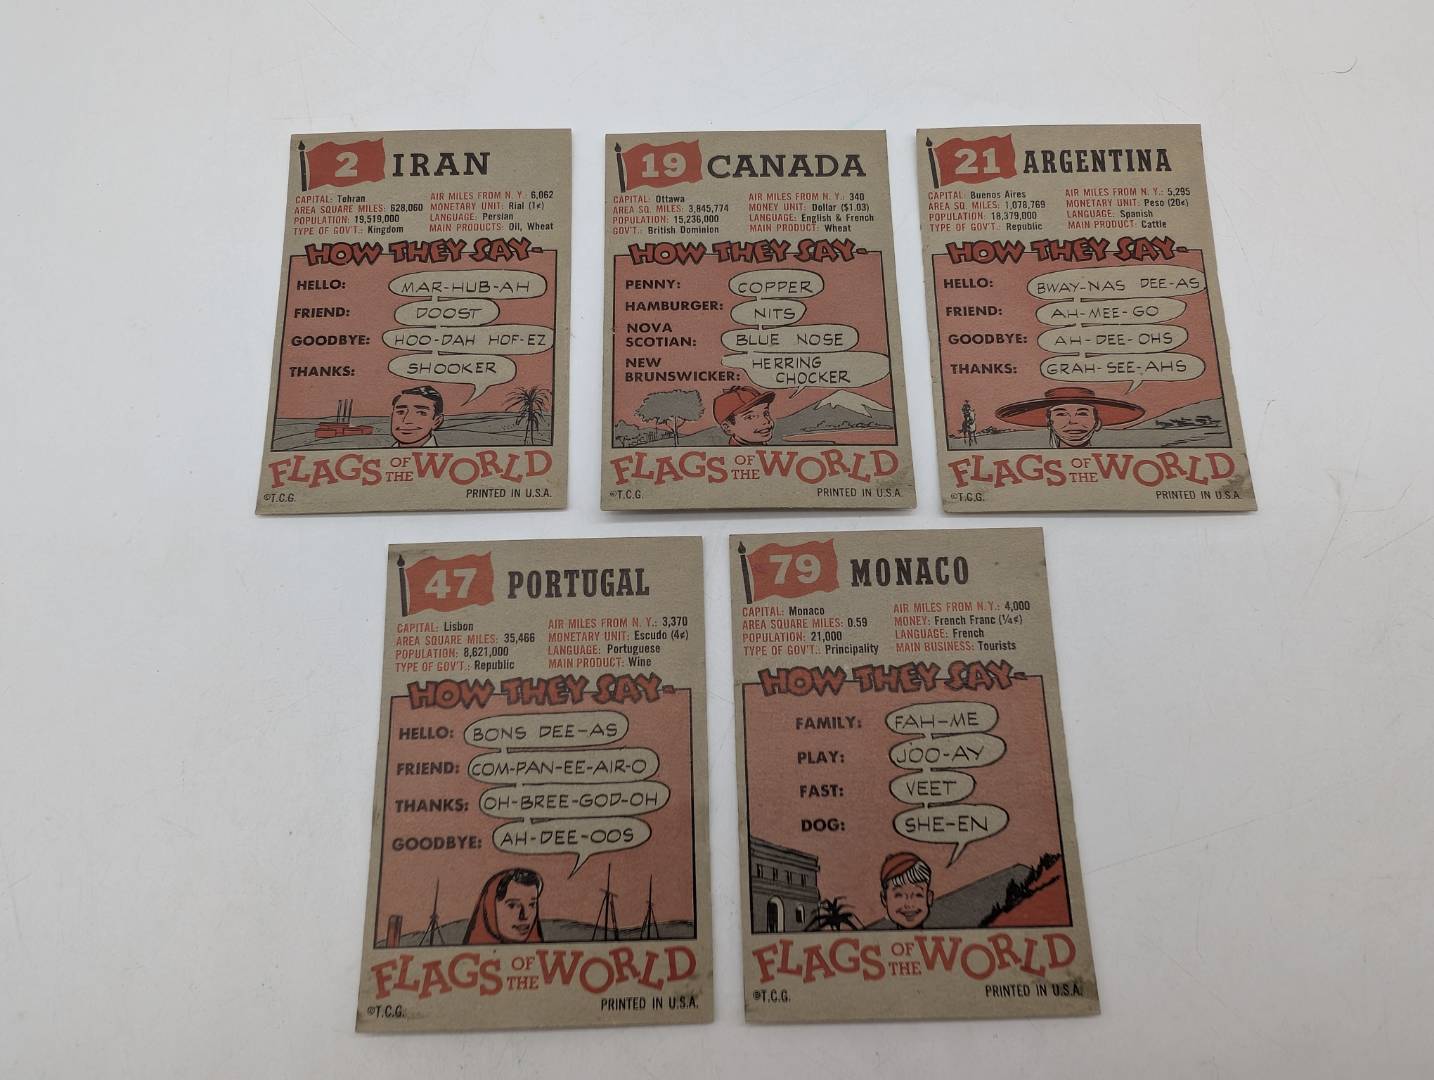 2 IRAN
CAPITAL: Tehran
AREA SQUARE MILES: 628,060
POPULATION: 19,519,000
TYPE OF GOV'T.: Kingdom
AIR MILES FROM N. Y.: 6,062
MONETARY UNIT: Rial (1¢)
LANGUAGE: Persian
MAIN PRODUCTS: Oil, Wheat
HOW THEY SAY-
HELLO: MAR-HUB-AH
FRIEND: DOOST
GOODBYE: HOO-DAH HOF-EZ
THANKS: SHOOKER
FLAGS OF THE WORLD
©T.C.G. PRINTED IN U.S.A.
19 CANADA
CAPITAL: Ottawa
AREA SQ. MILES: 3,845,774
POPULATION: 15,236,000
GOV'T.: British Dominion
AIR MILES FROM N. Y.: 340
MONEY UNIT: Dollar ($1.03)
LANGUAGE: English & French
MAIN PRODUCT: Wheat
HOW THEY SAY-
PENNY: COPPER
HAMBURGER: NITS
NOVA
SCOTIAN: BLUE NOSE
NEW
BRUNSWICKER: HERRING
CHOCKER
FLAGS OF THE WORLD
©T.C.G. PRINTED IN U.S.A.
21 ARGENTINA
CAPITAL: Buenos Aires
AREA SQ. MILES: 1,078,769
POPULATION: 18,379,000
TYPE OF GOV'T.: Republic
AIR MILES FROM N. Y.: 5,295
MONETARY UNIT: Peso (20¢)
LANGUAGE: Spanish
MAIN PRODUCT: Cattle
HOW THEY SAY-
HELLO: BWAY-NAS DEE-AS
FRIEND: AH-MEE-GO
GOODBYE: AH-DEE-OHS
THANKS: GRAH-SEE-AHS
FLAGS OF THE WORLD
©T.C.G. PRINTED IN U.S.A.
47 PORTUGAL
CAPITAL: Lisbon
AREA SQUARE MILES: 35,466
POPULATION: 8,621,000
TYPE OF GOV'T.: Republic
AIR MILES FROM N. Y.: 3,370
MONETARY UNIT: Escudo (4¢)
LANGUAGE: Portuguese
MAIN PRODUCT: Wine
HOW THEY SAY-
HELLO: BONS DEE-AS
FRIEND: COM-PAN-EE-AIR-O
THANKS: OH-BREE-GOD-OH
GOODBYE: AH-DEE-OOS
FLAGS OF THE WORLD
©T.C.G. PRINTED IN U.S.A.
79 MONACO
CAPITAL: Monaco
AREA SQUARE MILES: 0.59
POPULATION: 21,000
TYPE OF GOV'T.: Principality
AIR MILES FROM N. Y.: 4,000
MONEY: French Franc (¼¢)
LANGUAGE: French
MAIN BUSINESS: Tourists
HOW THEY SAY-
FAMILY: FAH-ME
PLAY: JOO-AY
FAST: VEET
DOG: SHE-EN
FLAGS OF THE WORLD
©T.C.G. PRINTED IN U.S.A.